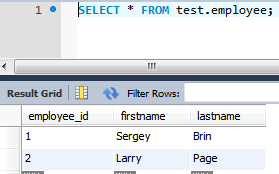 1 SELECT * FROM test.employee;
Result Grid Filter Rows:
employee_id firstname lastname
1 Sergey Brin
2 Larry Page